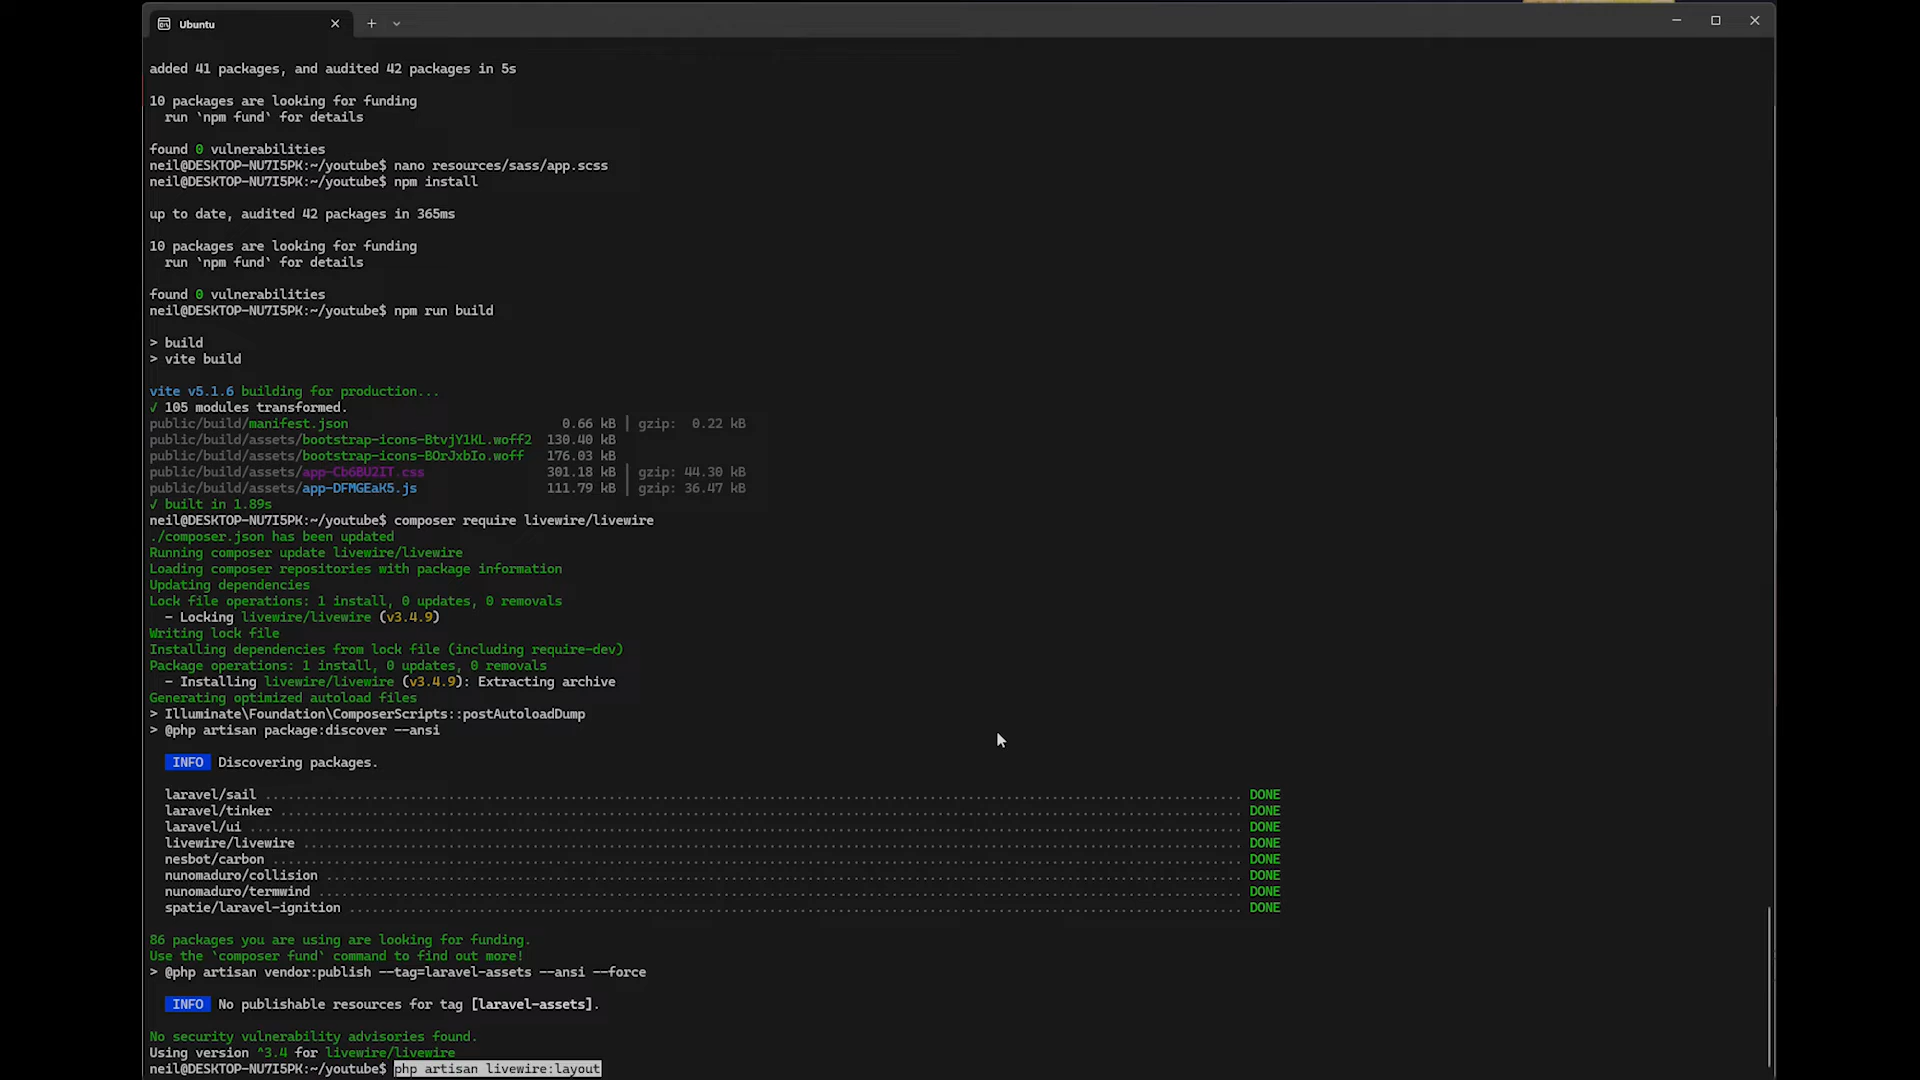 Ubuntu
added 41 packages, and audited 42 packages in 5s
10 packages are looking for funding
run `npm fund` for details
found 0 vulnerabilities
neil@DESKTOP-NU7I5PK:~/youtube$ nano resources/sass/app.scss
neil@DESKTOP-NU7I5PK:~/youtube$ npm install
up to date, audited 42 packages in 365ms
10 packages are looking for funding
run `npm fund` for details
found 0 vulnerabilities
neil@DESKTOP-NU7I5PK:~/youtube$ npm run build
> build
> vite build
vite v5.1.6 building for production...
✓ 105 modules transformed.
public/build/manifest.json 0.66 kB │ gzip: 0.22 kB
public/build/assets/bootstrap-icons-BtvjY1KL.woff2 130.40 kB
public/build/assets/bootstrap-icons-BOrJxbIo.woff 176.03 kB
public/build/assets/app-Cb6BU2IT.css 301.18 kB │ gzip: 44.30 kB
public/build/assets/app-DFMGEaK5.js 111.79 kB │ gzip: 36.47 kB
✓ built in 1.89s
neil@DESKTOP-NU7I5PK:~/youtube$ composer require livewire/livewire
./composer.json has been updated
Running composer update livewire/livewire
Loading composer repositories with package information
Updating dependencies
Lock file operations: 1 install, 0 updates, 0 removals
- Locking livewire/livewire (v3.4.9)
Writing lock file
Installing dependencies from lock file (including require-dev)
Package operations: 1 install, 0 updates, 0 removals
- Installing livewire/livewire (v3.4.9): Extracting archive
Generating optimized autoload files
> Illuminate\Foundation\ComposerScripts::postAutoloadDump
> @php artisan package:discover --ansi
INFO Discovering packages.
laravel/sail ........ DONE
laravel/tinker ........ DONE
laravel/ui ........ DONE
livewire/livewire ........ DONE
nesbot/carbon ........ DONE
nunomaduro/collision ........ DONE
nunomaduro/termwind ........ DONE
spatie/laravel-ignition ........ DONE
86 packages you are using are looking for funding.
Use the `composer fund` command to find out more!
> @php artisan vendor:publish --tag=laravel-assets --ansi --force
INFO No publishable resources for tag [laravel-assets].
No security vulnerability advisories found.
Using version ^3.4 for livewire/livewire
neil@DESKTOP-NU7I5PK:~/youtube$ php artisan livewire:layout